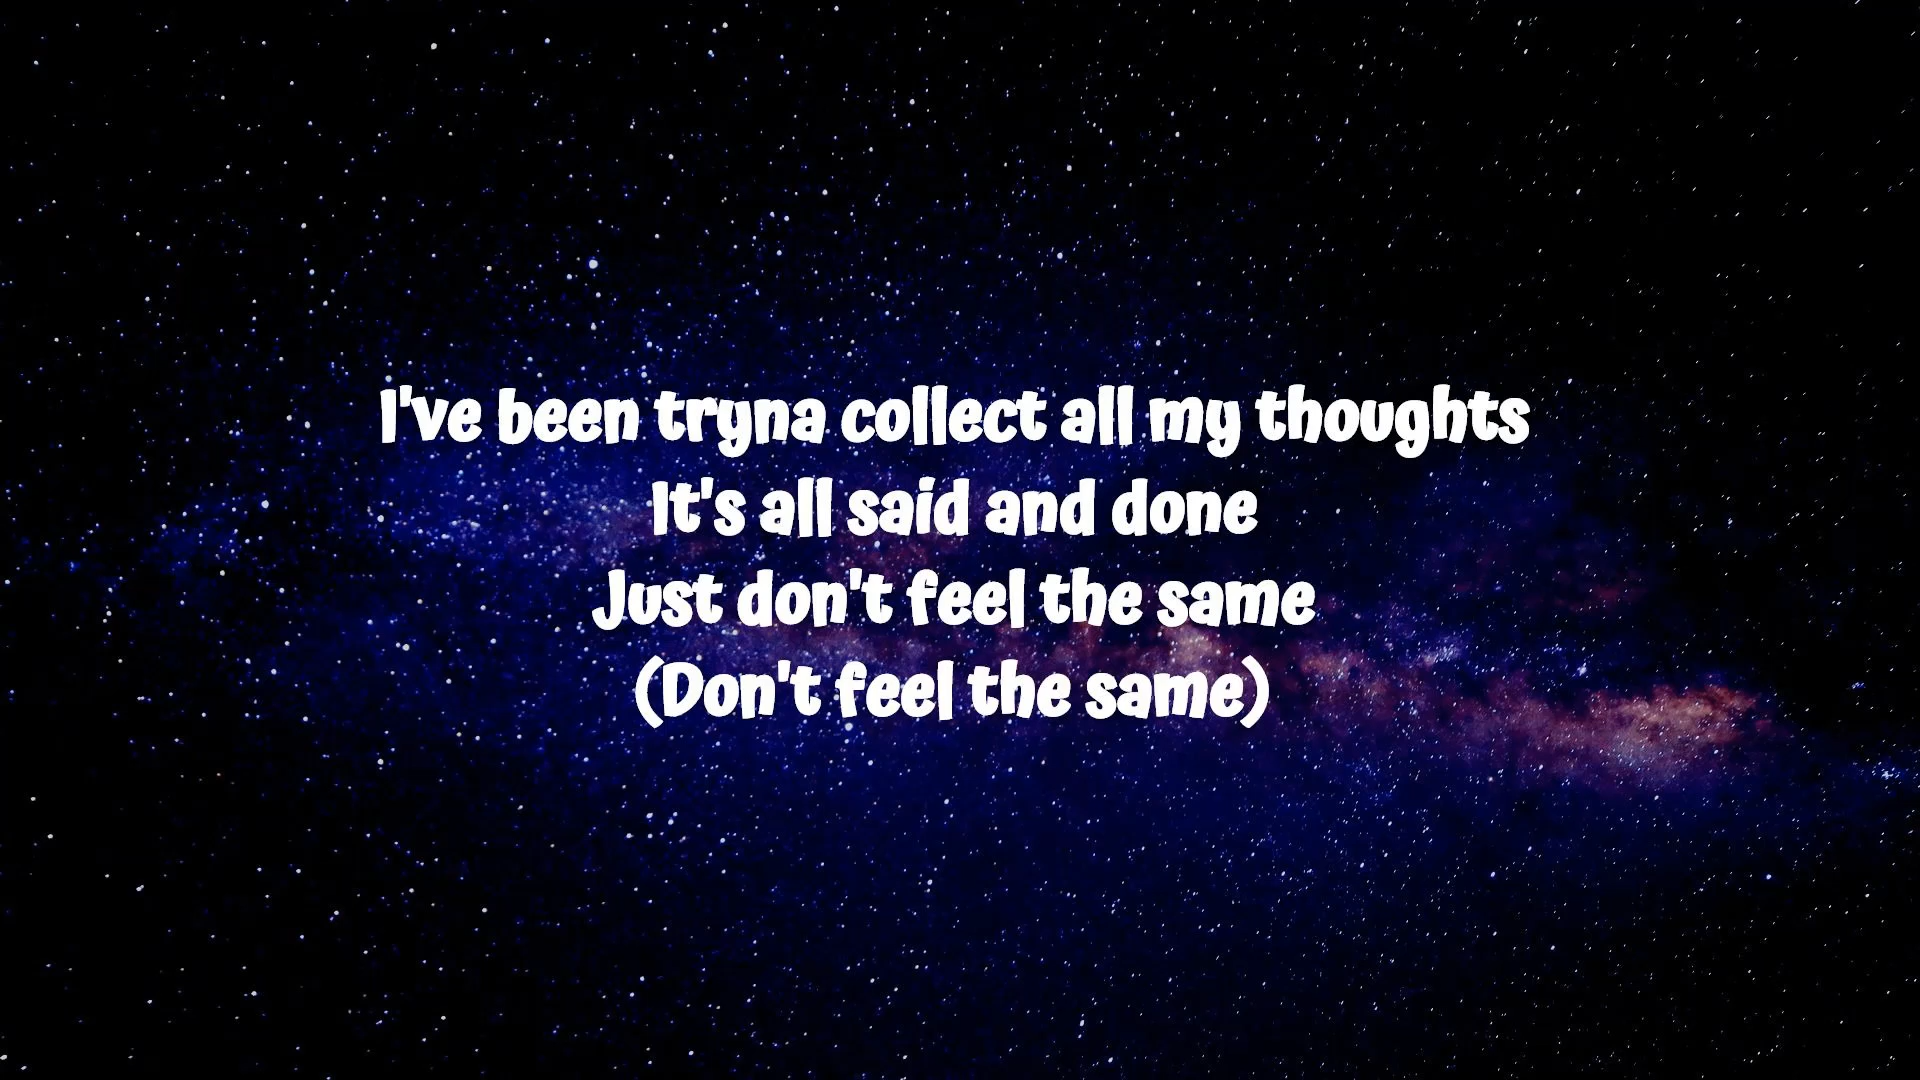 I've been tryna collect all my thoughts
It's all said and done
Just don't feel the same
(Don't feel the same)